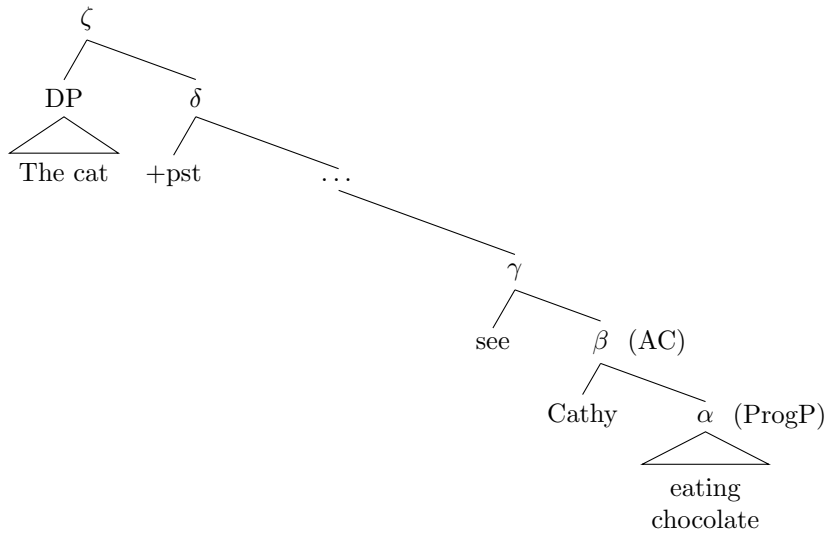 ζ
DP δ
The cat +pst ...
γ
see β (AC)
Cathy α (ProgP)
eating
chocolate